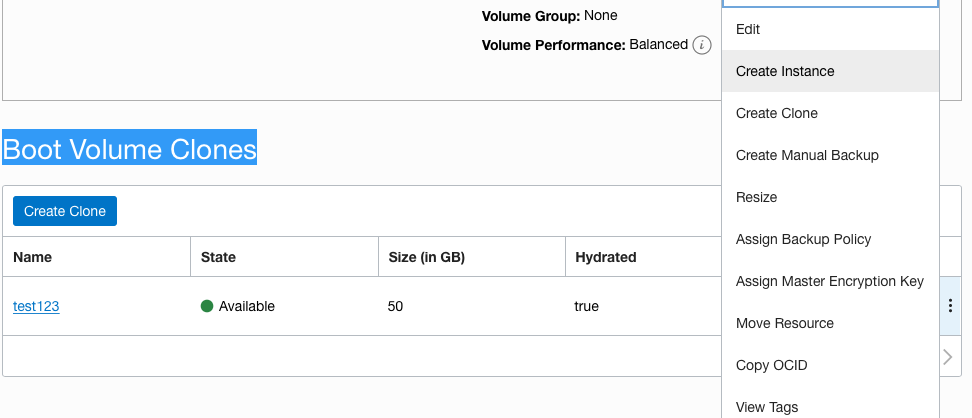 Volume Group: None
Volume Performance: Balanced
Boot Volume Clones
Create Clone
Name State Size (in GB) Hydrated
test123 Available 50 true
Edit
Create Instance
Create Clone
Create Manual Backup
Resize
Assign Backup Policy
Assign Master Encryption Key
Move Resource
Copy OCID
View Tags